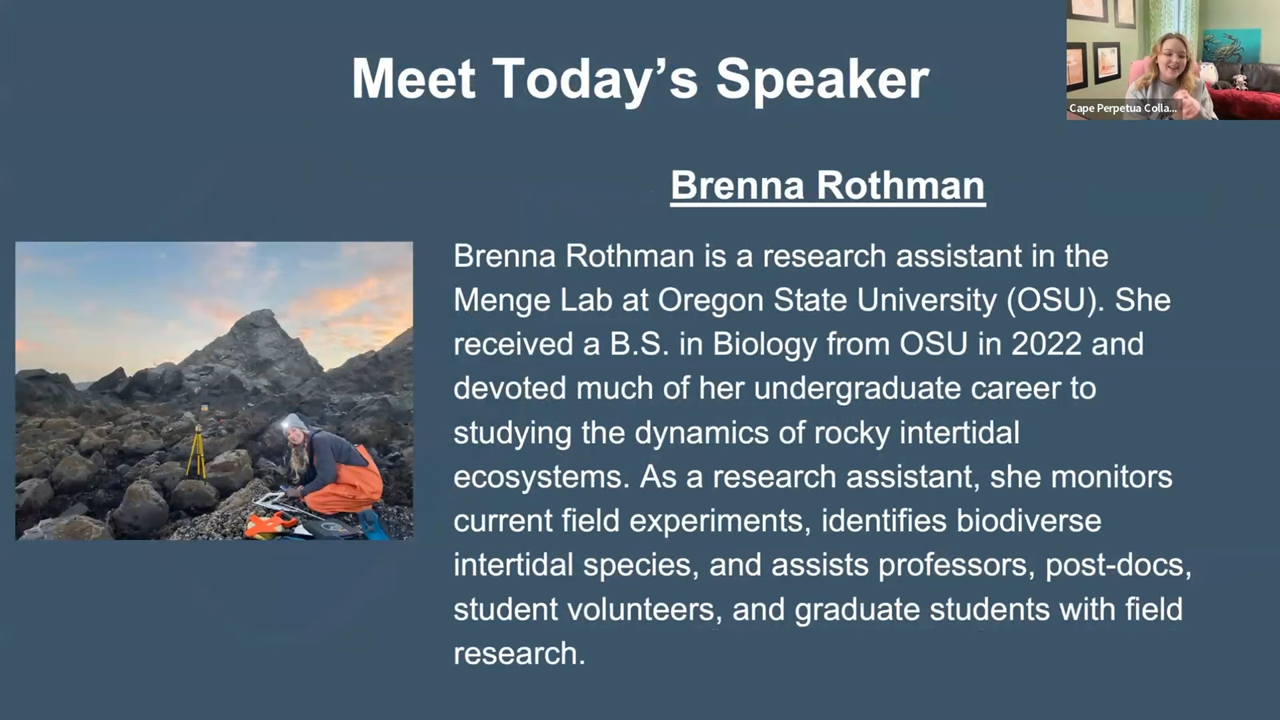 Meet Today's Speaker
Cape Perpetua Colla...
Brenna Rothman
Brenna Rothman is a research assistant in the
Menge Lab at Oregon State University (OSU). She
received a B.S. in Biology from OSU in 2022 and
devoted much of her undergraduate career to
studying the dynamics of rocky intertidal
ecosystems. As a research assistant, she monitors
current field experiments, identifies biodiverse
intertidal species, and assists professors, post-docs,
student volunteers, and graduate students with field
research.